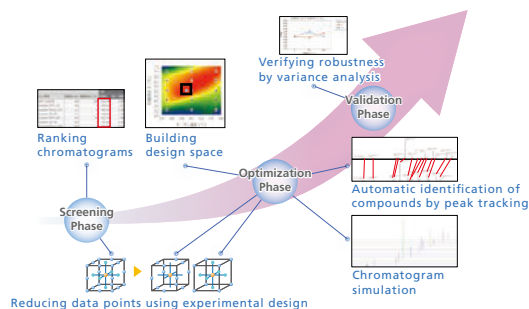 Verifying robustness
by variance analysis
Validation
Phase
Ranking
chromatograms
Building
design space
Optimization
Phase
Automatic identification of
compounds by peak tracking
Screening
Phase
Chromatogram
simulation
Reducing data points using experimental design